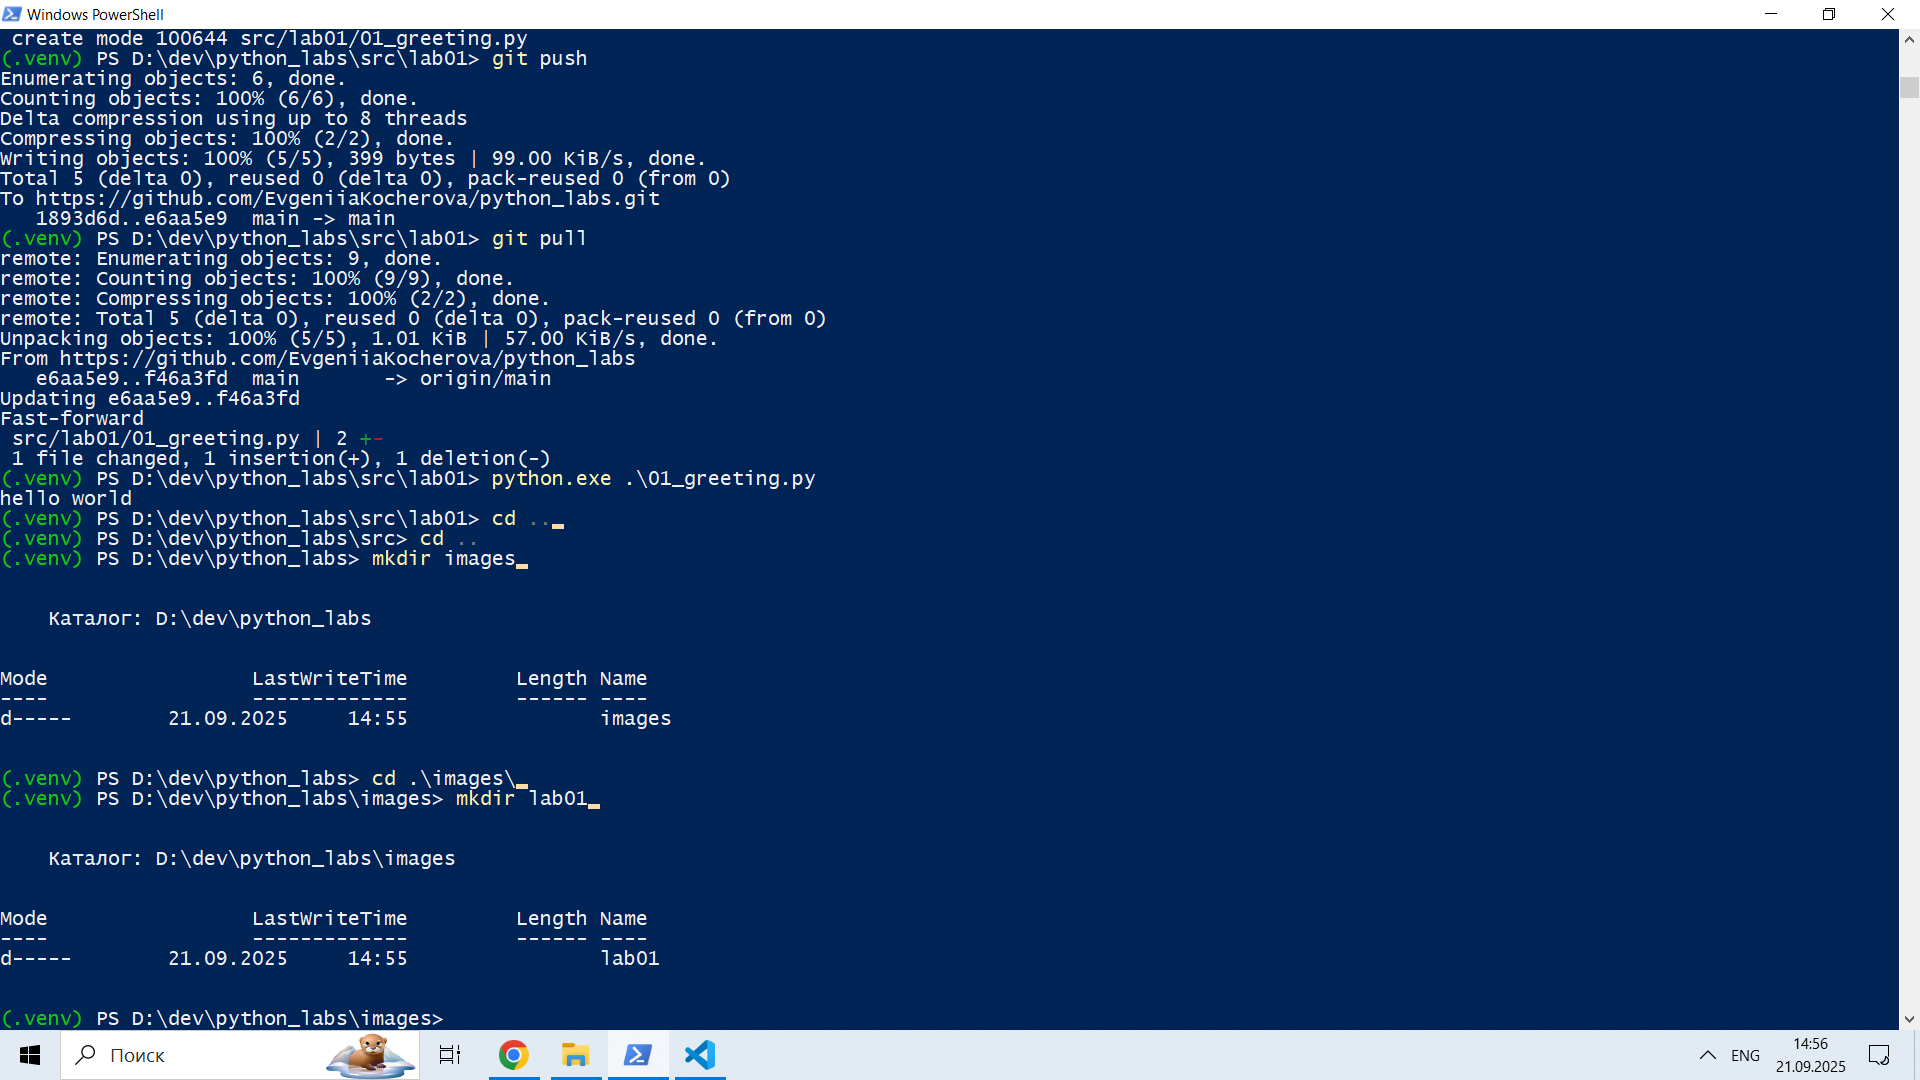 Windows PowerShell
create mode 100644 src/lab01/01_greeting.py
(.venv) PS D:\dev\python_labs\src\lab01> git push
Enumerating objects: 6, done.
Counting objects: 100% (6/6), done.
Delta compression using up to 8 threads
Compressing objects: 100% (2/2), done.
Writing objects: 100% (5/5), 399 bytes | 99.00 KiB/s, done.
Total 5 (delta 0), reused 0 (delta 0), pack-reused 0 (from 0)
To https://github.com/EvgeniiaKocherova/python_labs.git
1893d6d..e6aa5e9  main -> main
(.venv) PS D:\dev\python_labs\src\lab01> git pull
remote: Enumerating objects: 9, done.
remote: Counting objects: 100% (9/9), done.
remote: Compressing objects: 100% (2/2), done.
remote: Total 5 (delta 0), reused 0 (delta 0), pack-reused 0 (from 0)
Unpacking objects: 100% (5/5), 1.01 KiB | 57.00 KiB/s, done.
From https://github.com/EvgeniiaKocherova/python_labs
e6aa5e9..f46a3fd  main       -> origin/main
Updating e6aa5e9..f46a3fd
Fast-forward
src/lab01/01_greeting.py | 2 +-
1 file changed, 1 insertion(+), 1 deletion(-)
(.venv) PS D:\dev\python_labs\src\lab01> python.exe .\01_greeting.py
hello world
(.venv) PS D:\dev\python_labs\src\lab01> cd ..
(.venv) PS D:\dev\python_labs\src> cd ..
(.venv) PS D:\dev\python_labs> mkdir images
Каталог: D:\dev\python_labs
Mode                 LastWriteTime         Length Name
----                 -------------         ------ ----
d-----        21.09.2025     14:55                images
(.venv) PS D:\dev\python_labs> cd .\images\
(.venv) PS D:\dev\python_labs\images> mkdir lab01
Каталог: D:\dev\python_labs\images
Mode                 LastWriteTime         Length Name
----                 -------------         ------ ----
d-----        21.09.2025     14:55                lab01
(.venv) PS D:\dev\python_labs\images>
Поиск
ENG
14:56
21.09.2025